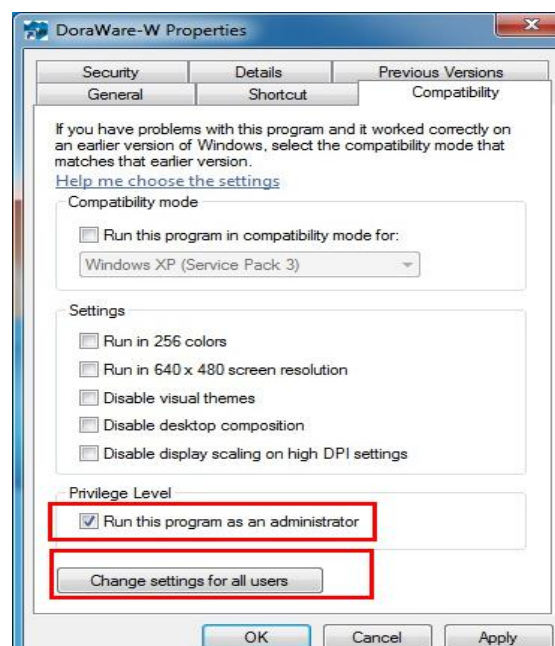 DoraWare-W Properties
Security Details Previous Versions
General Shortcut Compatibility
If you have problems with this program and it worked correctly on
an earlier version of Windows, select the compatibility mode that
matches that earlier version.
Help me choose the settings
Compatibility mode
Run this program in compatibility mode for:
Windows XP (Service Pack 3)
Settings
Run in 256 colors
Run in 640 x 480 screen resolution
Disable visual themes
Disable desktop composition
Disable display scaling on high DPI settings
Privilege Level
Run this program as an administrator
Change settings for all users
OK Cancel Apply